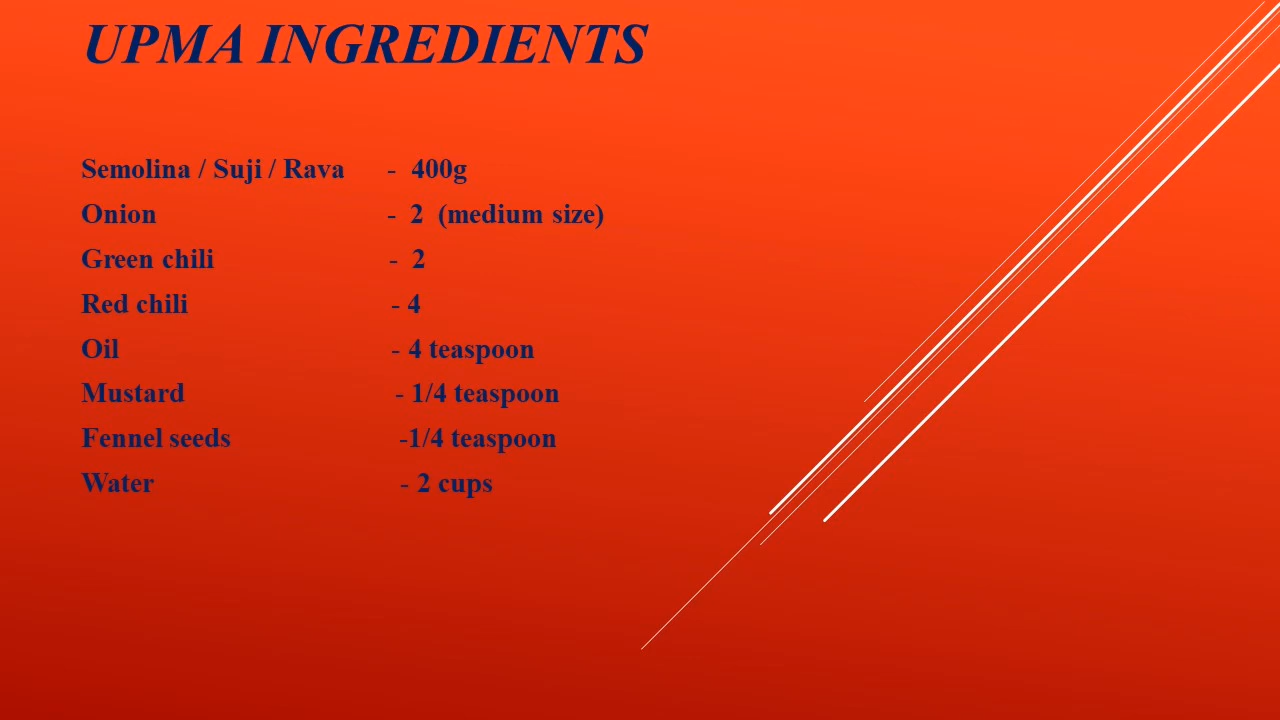 UPMA INGREDIENTS
Semolina / Suji / Rava - 400g
Onion - 2 (medium size)
Green chili - 2
Red chili - 4
Oil - 4 teaspoon
Mustard - 1/4 teaspoon
Fennel seeds -1/4 teaspoon
Water - 2 cups